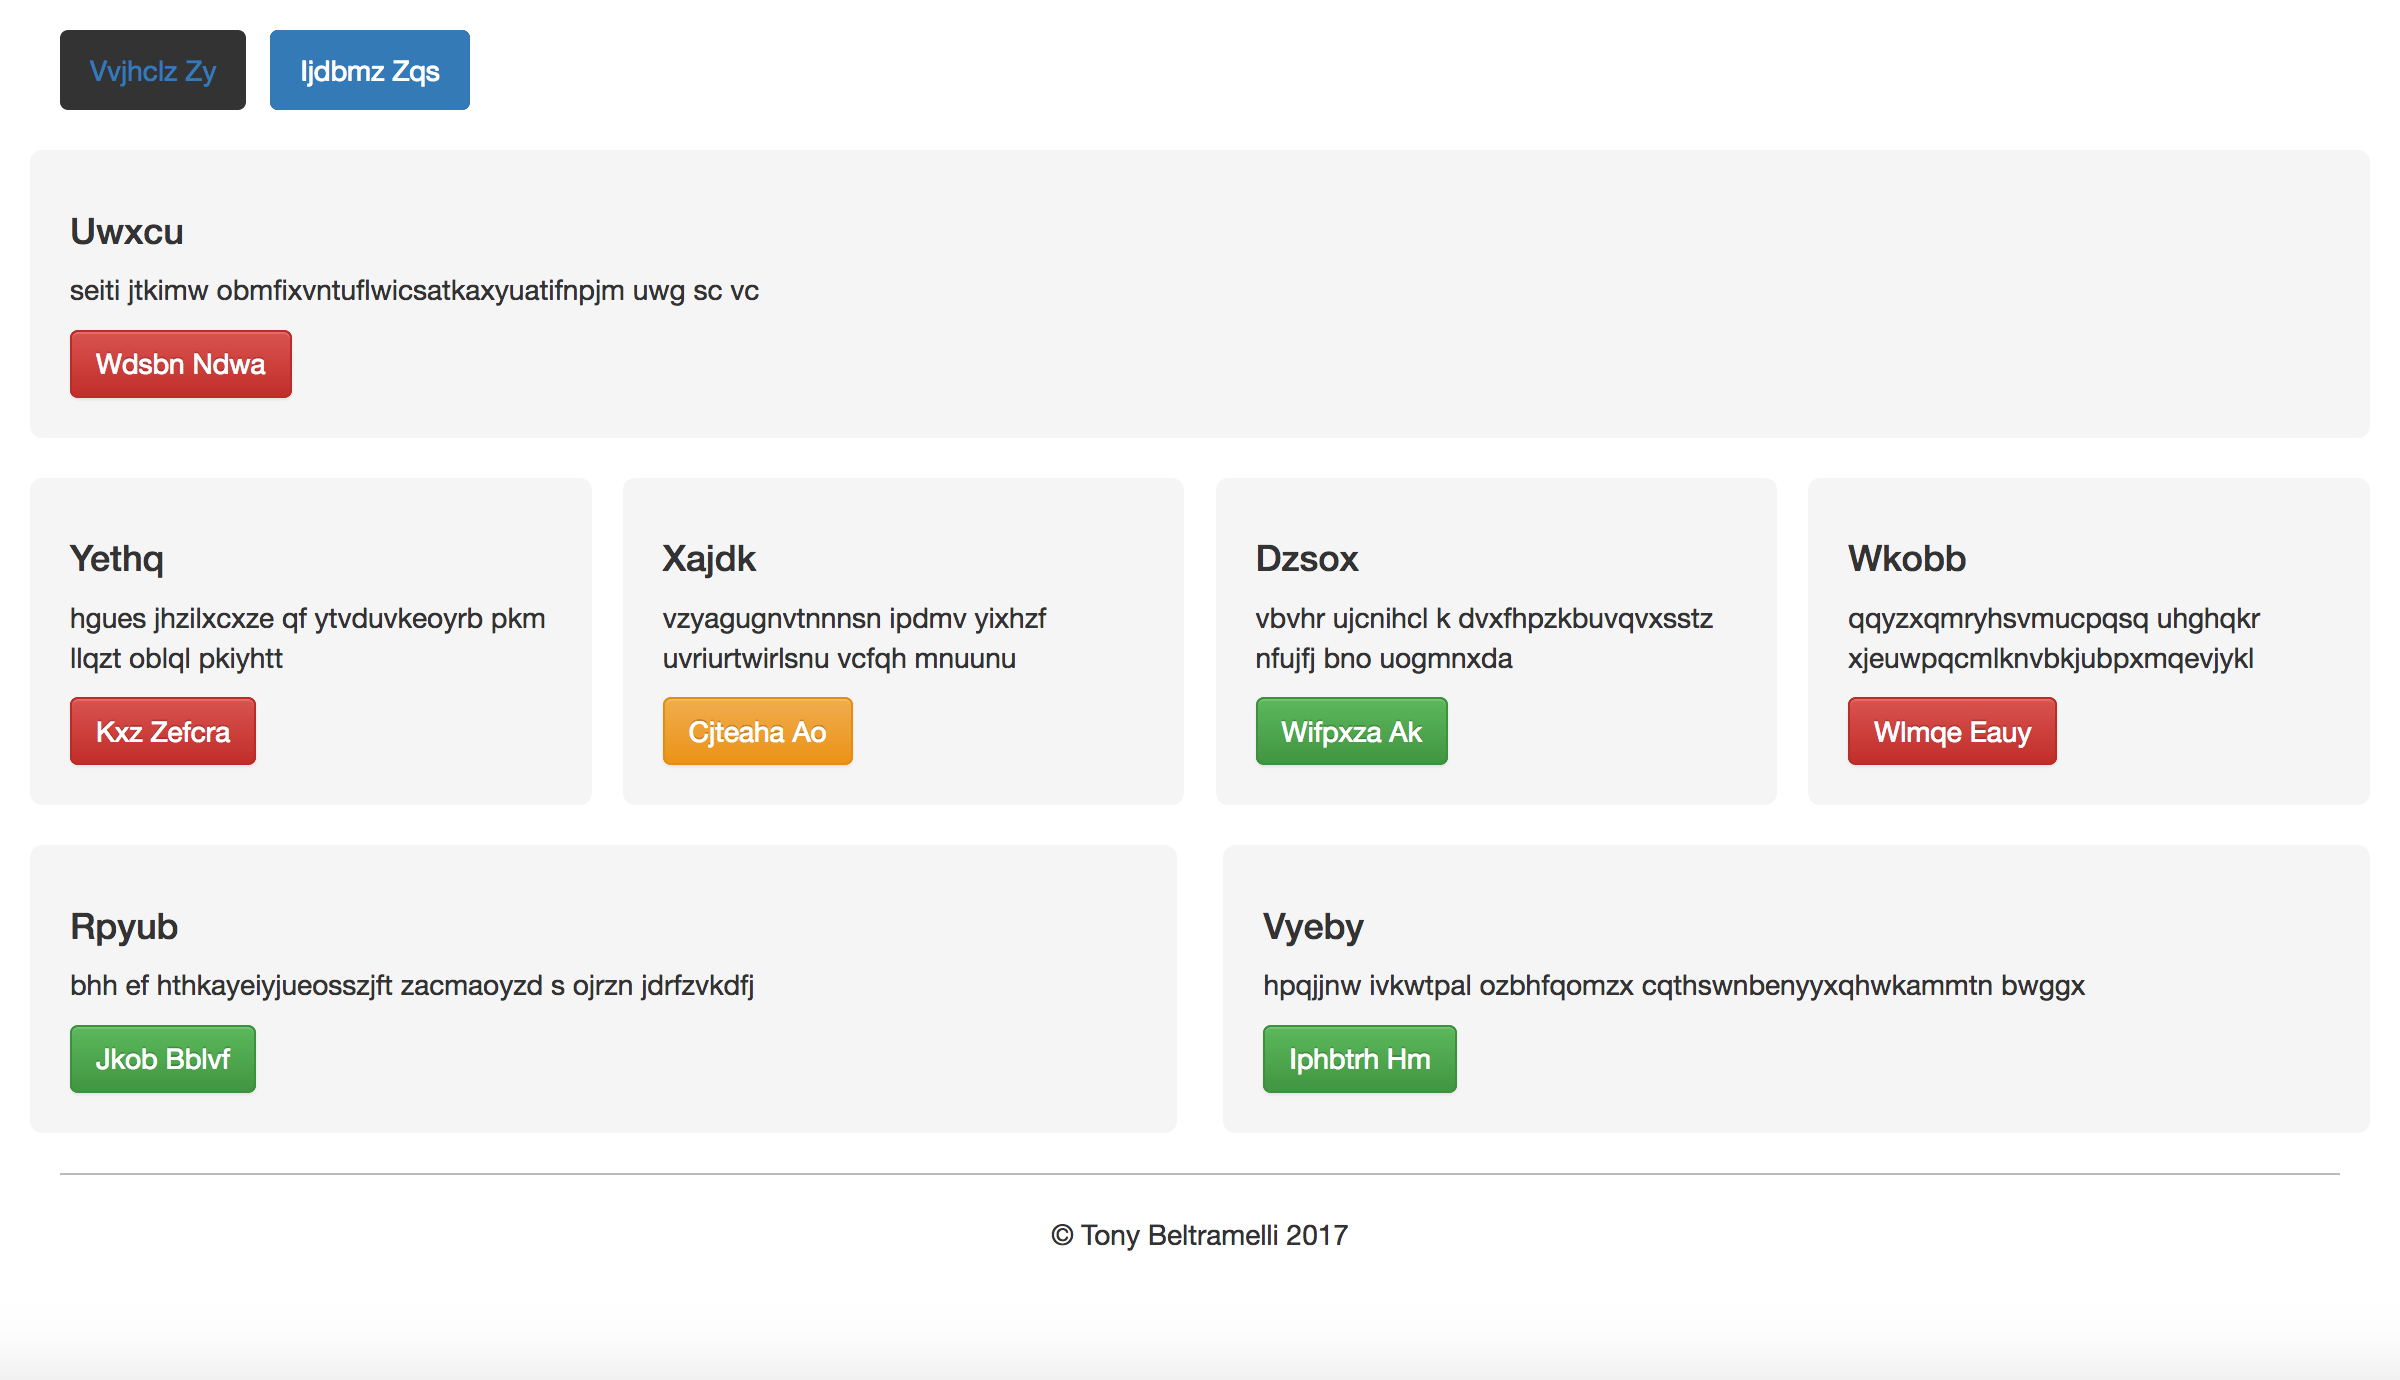 Vvjhclz Zy Ijdbmz Zqs
Uwxcu
seiti jtkimw obmfixvntuflwicsatkaxyuatifnpjm uwg sc vc
Wdsbn Ndwa
Yethq
hgues jhzilxcxze qf ytvduvkeoyrb pkm
llqzt oblql pkiyhtt
Kxz Zefcra
Xajdk
vzyagugnvtnnnsn ipdmv yixhzf
uvriurtwirlsnu vcfqh mnuunu
Cjteaha Ao
Dzsox
vbvhr ujcnihcl k dvxfhpzkbuvqvxsstz
nfujfj bno uogmnxda
Wifpxza Ak
Wkobb
qqyzxqmryhsvmucpqsq uhghqkr
xjeuwpqcmlknvbkjubpxmqevjykl
Wlmqe Eauy
Rpyub
bhh ef hthkayeiyjueosszjft zacmaoyzd s ojrzn jdrfzvkdfj
Jkob Bblvf
Vyeby
hpqjjnw ivkwtpal ozbhfqomzx cqthswnbenyyxqhwkammtn bwggx
Iphbtrh Hm
© Tony Beltramelli 2017